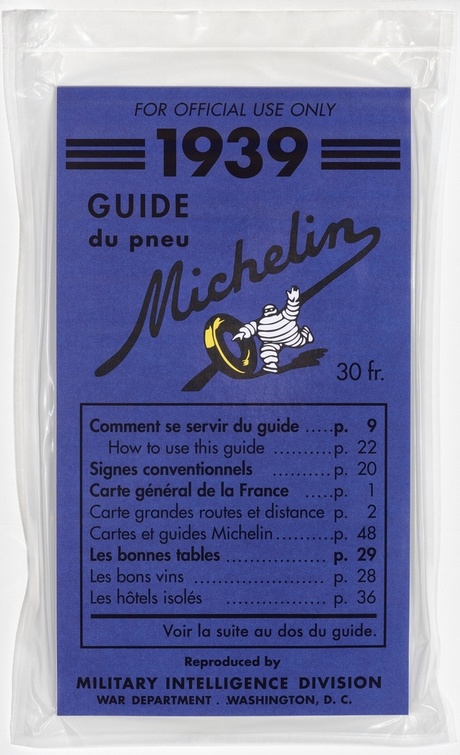 FOR OFFICIAL USE ONLY
1939
GUIDE
du pneu
Michelin
30 fr.
Comment se servir du guide .....p. 9
How to use this guide .........p. 22
Signes conventionnels ...........p. 20
Carte général de la France .....p. 1
Carte grandes routes et distance p. 2
Cartes et guides Michelin..........p. 48
Les bonnes tables ................p. 29
Les bons vins .................... p. 28
Les hôtels isolés ............... p. 36
Voir la suite au dos du guide.
Reproduced by
MILITARY INTELLIGENCE DIVISION
WAR DEPARTMENT . .WASHINGTON, D. C.